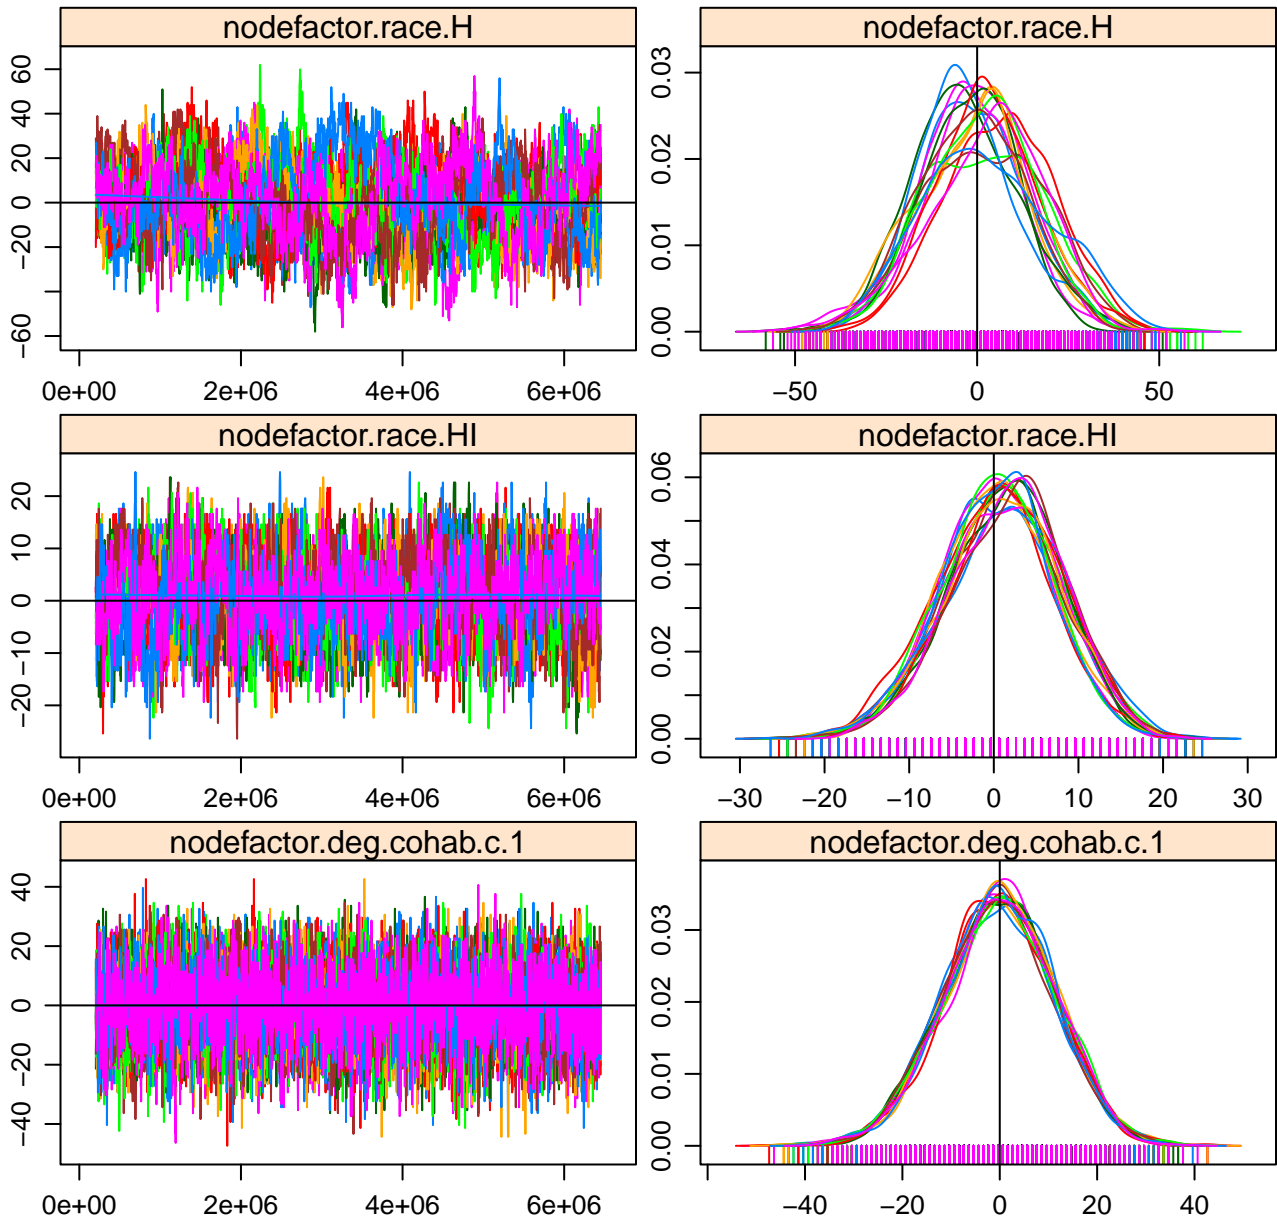 nodefactor.race.H
nodefactor.race.H
60
40
20
0
−20
−60
0e+00 2e+06 4e+06 6e+06
0.03
0.02
0.01
0.00
−50 0 50
nodefactor.race.HI
nodefactor.race.HI
20
10
0
−10
−20
0e+00 2e+06 4e+06 6e+06
0.06
0.04
0.02
0.00
−30 −20 −10 0 10 20 30
nodefactor.deg.cohab.c.1
nodefactor.deg.cohab.c.1
40
20
0
−20
−40
0e+00 2e+06 4e+06 6e+06
0.03
0.02
0.01
0.00
−40 −20 0 20 40